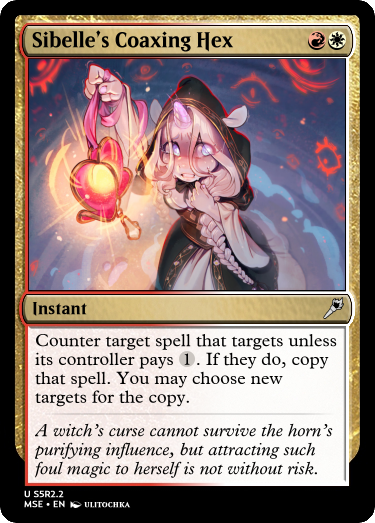 Sibelle's Coaxing Hex
Instant
Counter target spell that targets unless
its controller pays 1. If they do, copy
that spell. You may choose new
targets for the copy.
A witch's curse cannot survive the horn's
purifying influence, but attracting such
foul magic to herself is not without risk.
U S5R2.2
MSE • EN ULITOCHKA